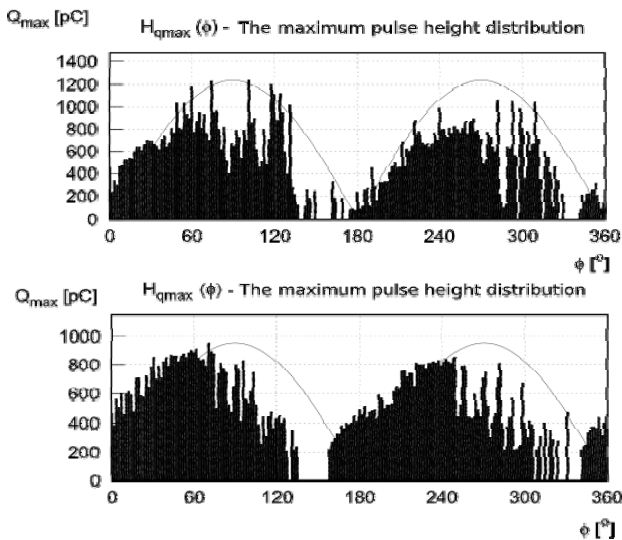 Qmax [pC]
Hqmax (ϕ) - The maximum pulse height distribution
1400
1200
1000
800
600
400
200
0
0 60 120 180 240 300 360
ϕ [º]
Qmax [pC]
Hqmax (ϕ) - The maximum pulse height distribution
1000
800
600
400
200
0
0 60 120 180 240 300 360
ϕ [º]